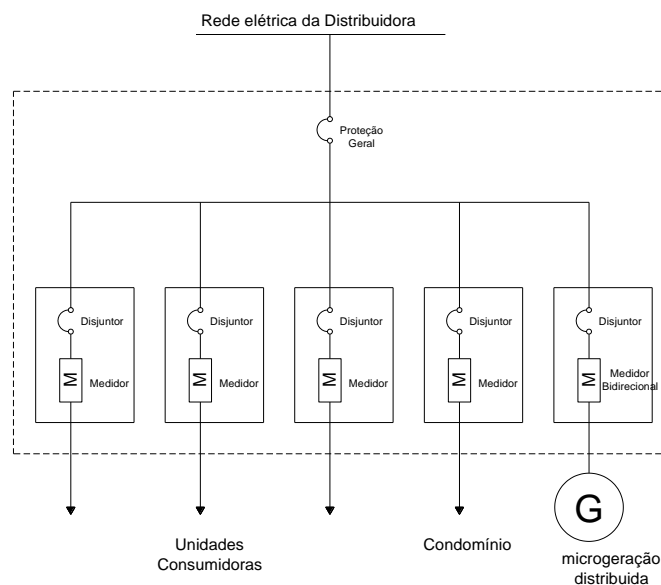 Rede elétrica da Distribuidora
Proteção
Geral
Disjuntor
Disjuntor
Disjuntor
Disjuntor
Disjuntor
M
Medidor
M
Medidor
M
Medidor
M
Medidor
M
Medidor
Bidirecional
G
Unidades
Consumidoras
Condomínio
microgeração
distribuida